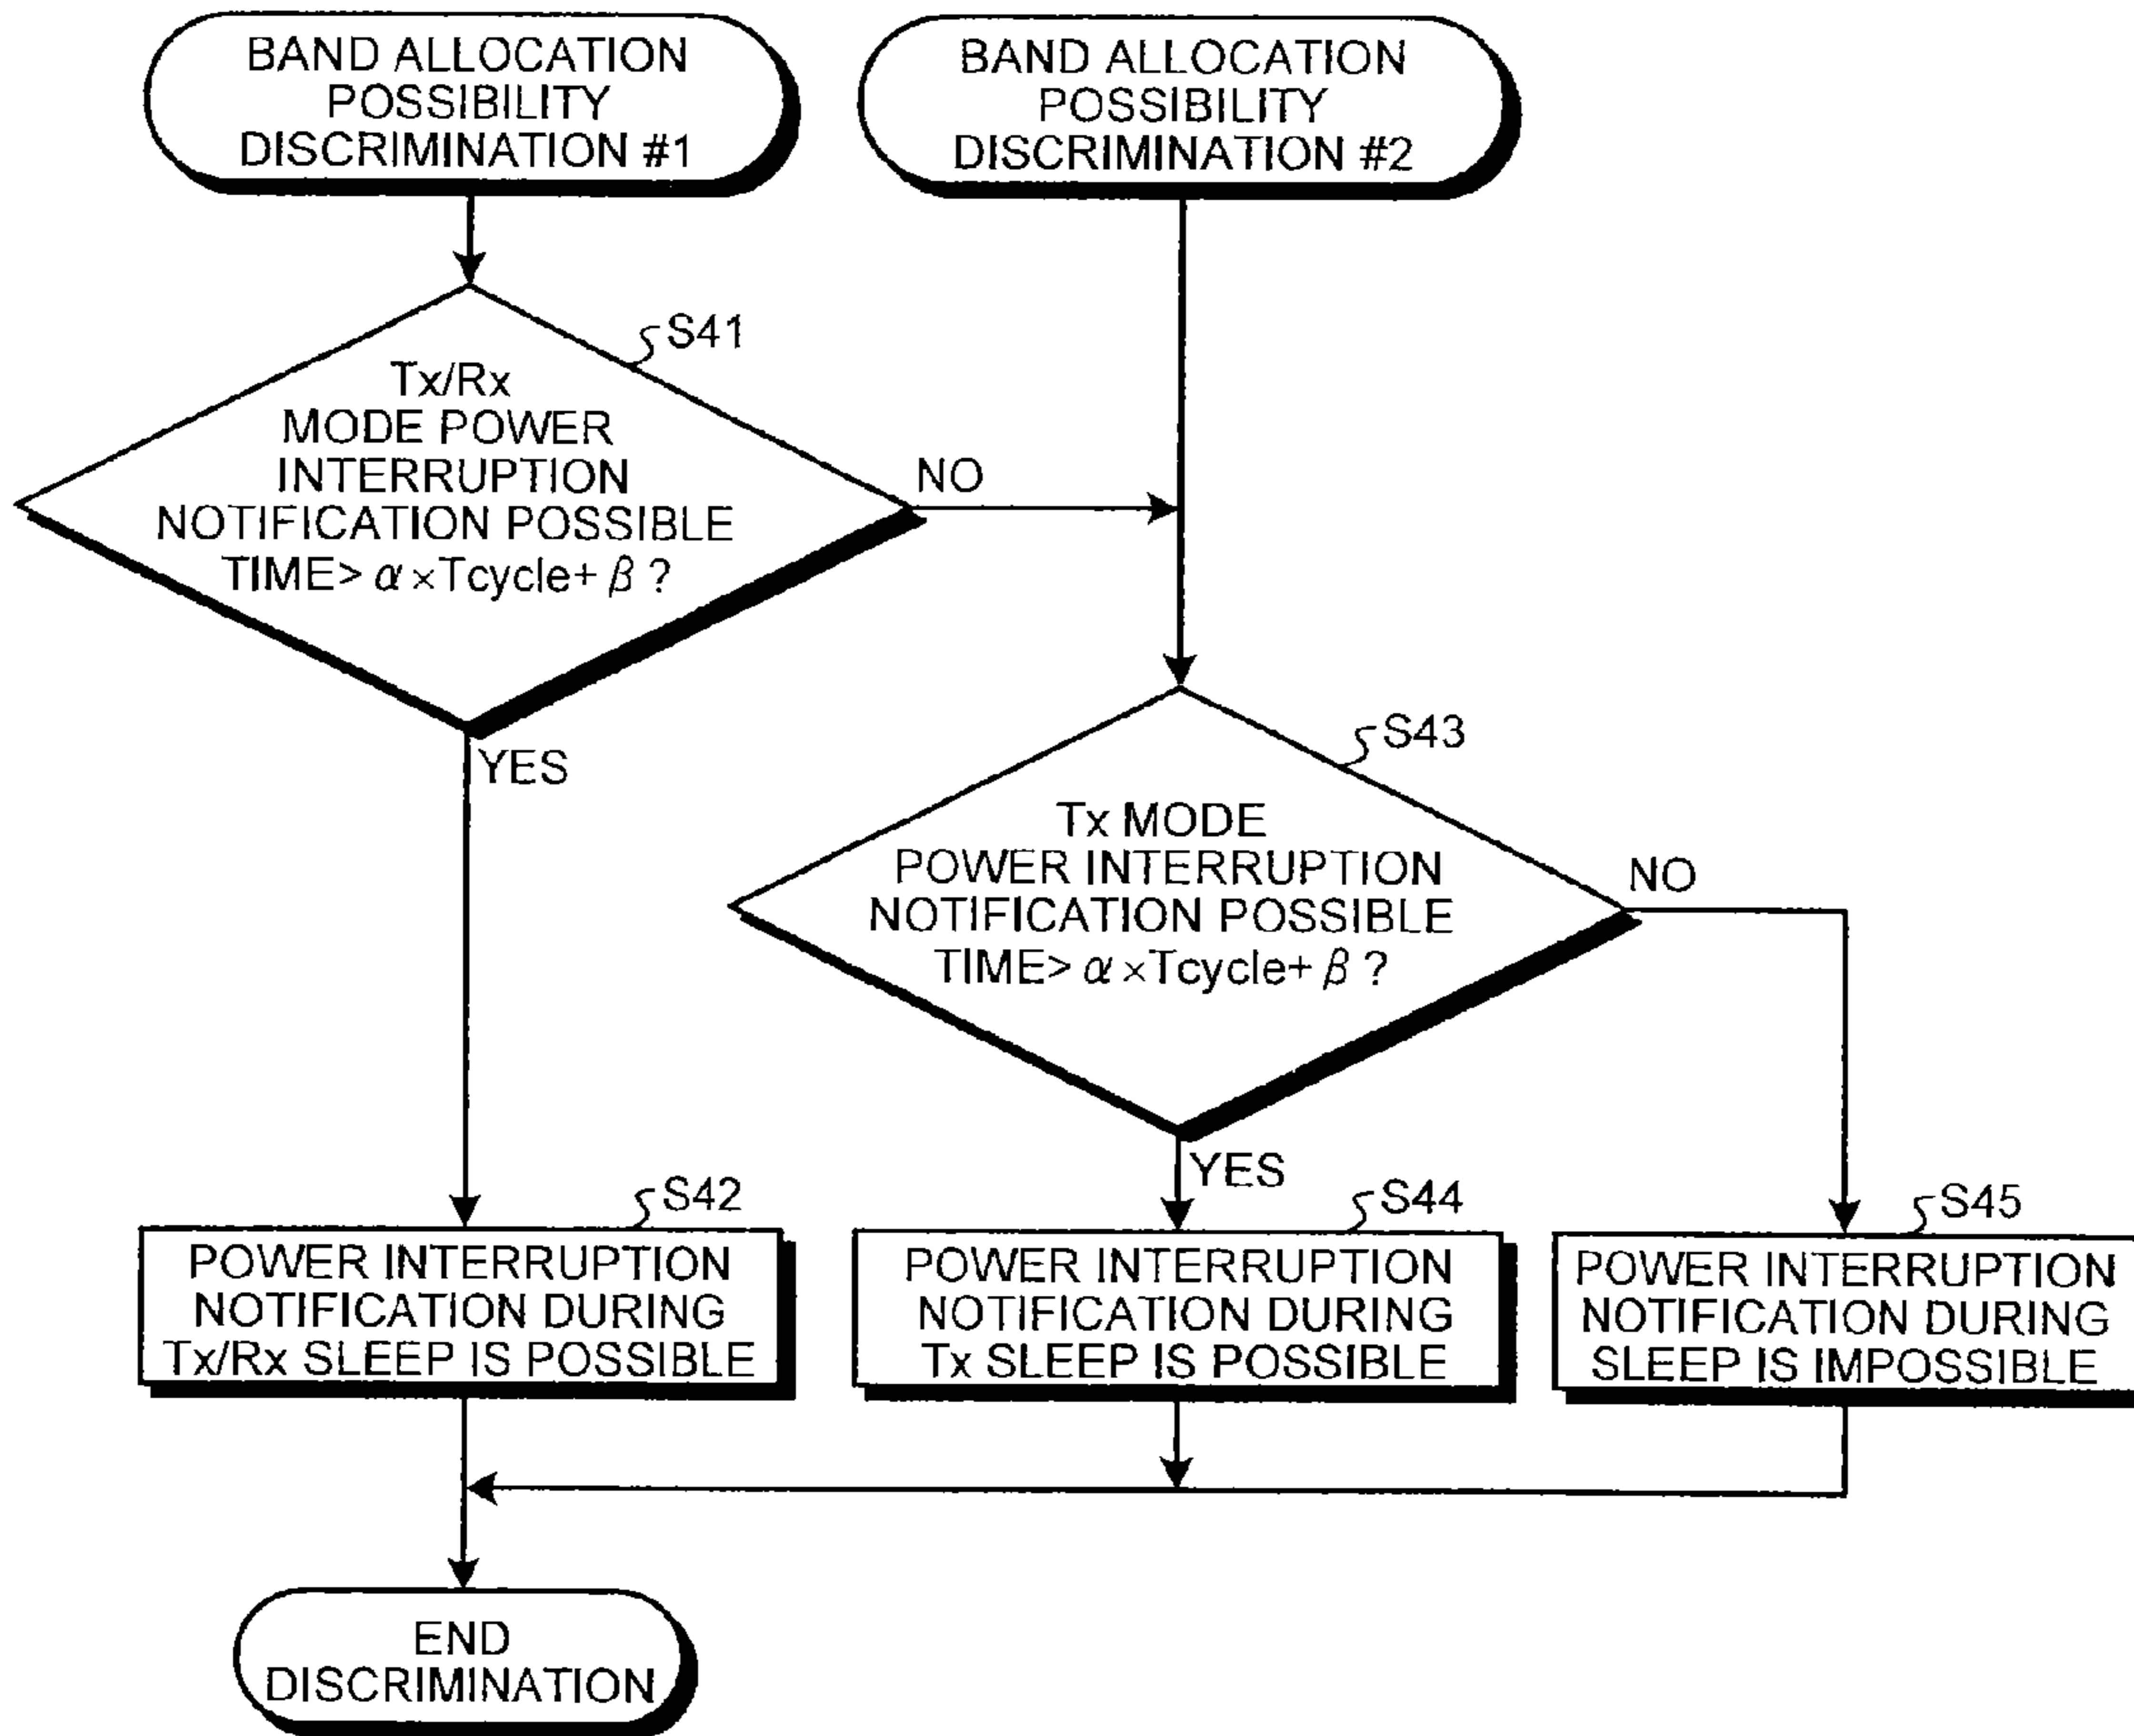 BAND ALLOCATION
POSSIBILITY
DISCRIMINATION #1
BAND ALLOCATION
POSSIBILITY
DISCRIMINATION #2
S41
Tx/Rx
MODE POWER
INTERRUPTION
NOTIFICATION POSSIBLE
TIME> α×Tcycle+ β ?
NO
YES
S43
Tx MODE
POWER INTERRUPTION
NOTIFICATION POSSIBLE
TIME> α×Tcycle+ β ?
NO
YES
S42
POWER INTERRUPTION
NOTIFICATION DURING
Tx/Rx SLEEP IS POSSIBLE
S44
POWER INTERRUPTION
NOTIFICATION DURING
Tx SLEEP IS POSSIBLE
S45
POWER INTERRUPTION
NOTIFICATION DURING
SLEEP IS IMPOSSIBLE
END
DISCRIMINATION